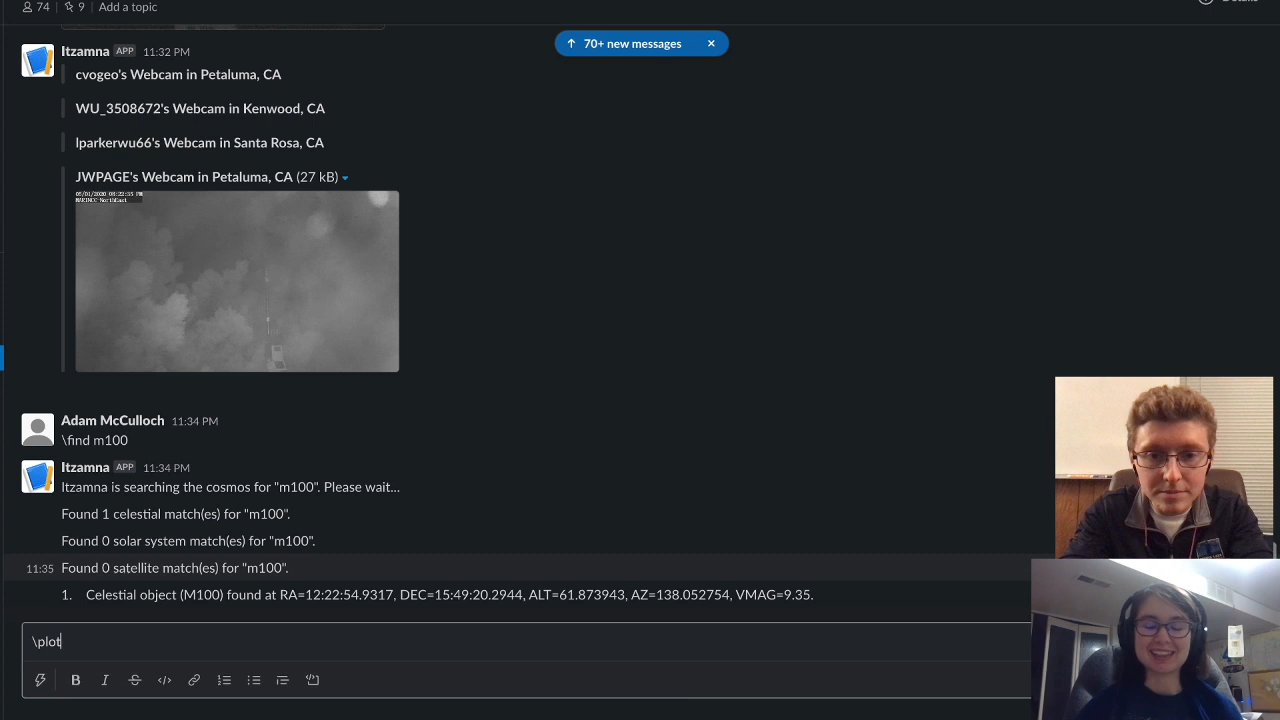 74 9 Add a topic
70+ new messages
Itzamna APP 11:32 PM
cvogeo's Webcam in Petaluma, CA
WU_3508672's Webcam in Kenwood, CA
lparkerwu66's Webcam in Santa Rosa, CA
JWPAGE's Webcam in Petaluma, CA (27 kB)
Adam McCulloch 11:34 PM
\find m100
Itzamna APP 11:34 PM
Itzamna is searching the cosmos for "m100". Please wait...
Found 1 celestial match(es) for "m100".
Found 0 solar system match(es) for "m100".
11:35 Found 0 satellite match(es) for "m100".
1. Celestial object (M100) found at RA=12:22:54.9317, DEC=15:49:20.2944, ALT=61.873943, AZ=138.052754, VMAG=9.35.
\plot
B I S </>